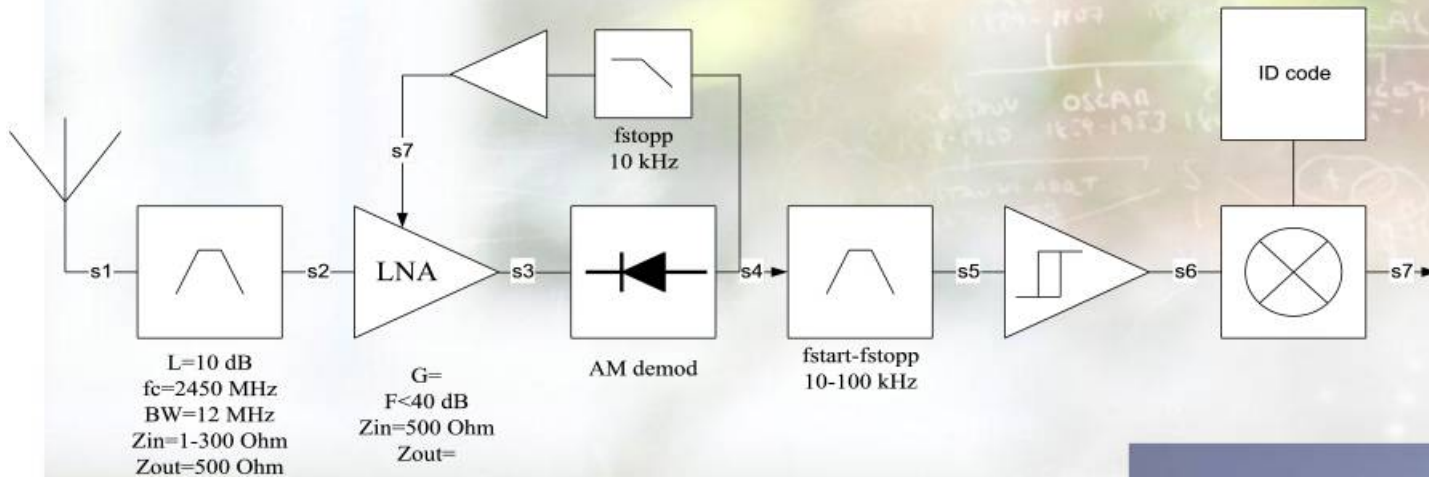 ID code
fstopp
10 kHz
s7
s1
s2
LNA
s3
s4
s5
s6
s7
L=10 dB
fc=2450 MHz
BW=12 MHz
Zin=1-300 Ohm
Zout=500 Ohm
G=
F<40 dB
Zin=500 Ohm
Zout=
AM demod
fstart-fstopp
10-100 kHz